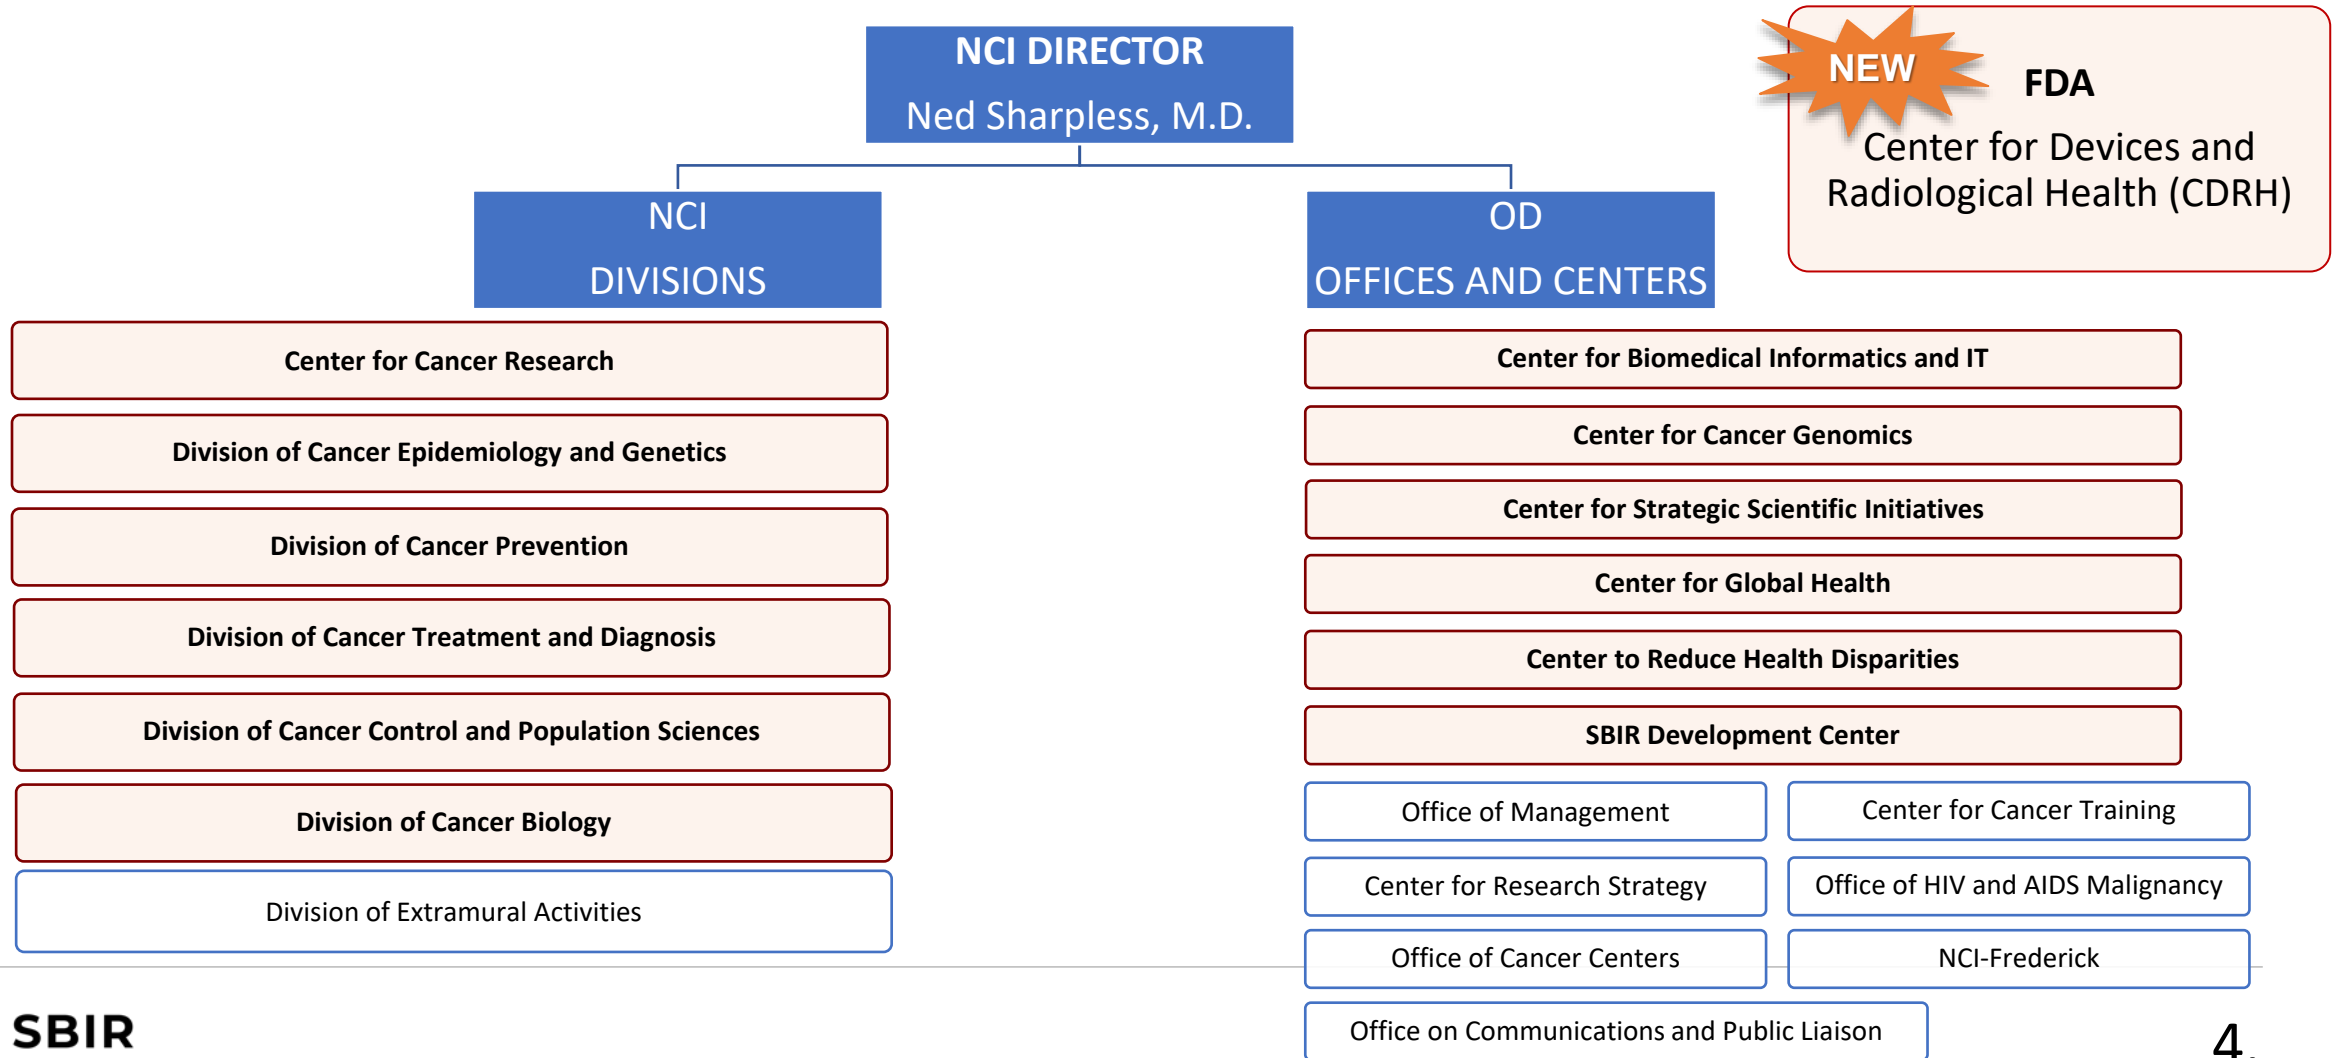 NCI DIRECTOR
Ned Sharpless, M.D.
NEW
FDA
Center for Devices and
Radiological Health (CDRH)
NCI
DIVISIONS
OD
OFFICES AND CENTERS
Center for Cancer Research
Division of Cancer Epidemiology and Genetics
Division of Cancer Prevention
Division of Cancer Treatment and Diagnosis
Division of Cancer Control and Population Sciences
Division of Cancer Biology
Division of Extramural Activities
Center for Biomedical Informatics and IT
Center for Cancer Genomics
Center for Strategic Scientific Initiatives
Center for Global Health
Center to Reduce Health Disparities
SBIR Development Center
Office of Management
Center for Cancer Training
Center for Research Strategy
Office of HIV and AIDS Malignancy
Office of Cancer Centers
NCI-Frederick
Office on Communications and Public Liaison
SBIR
4.